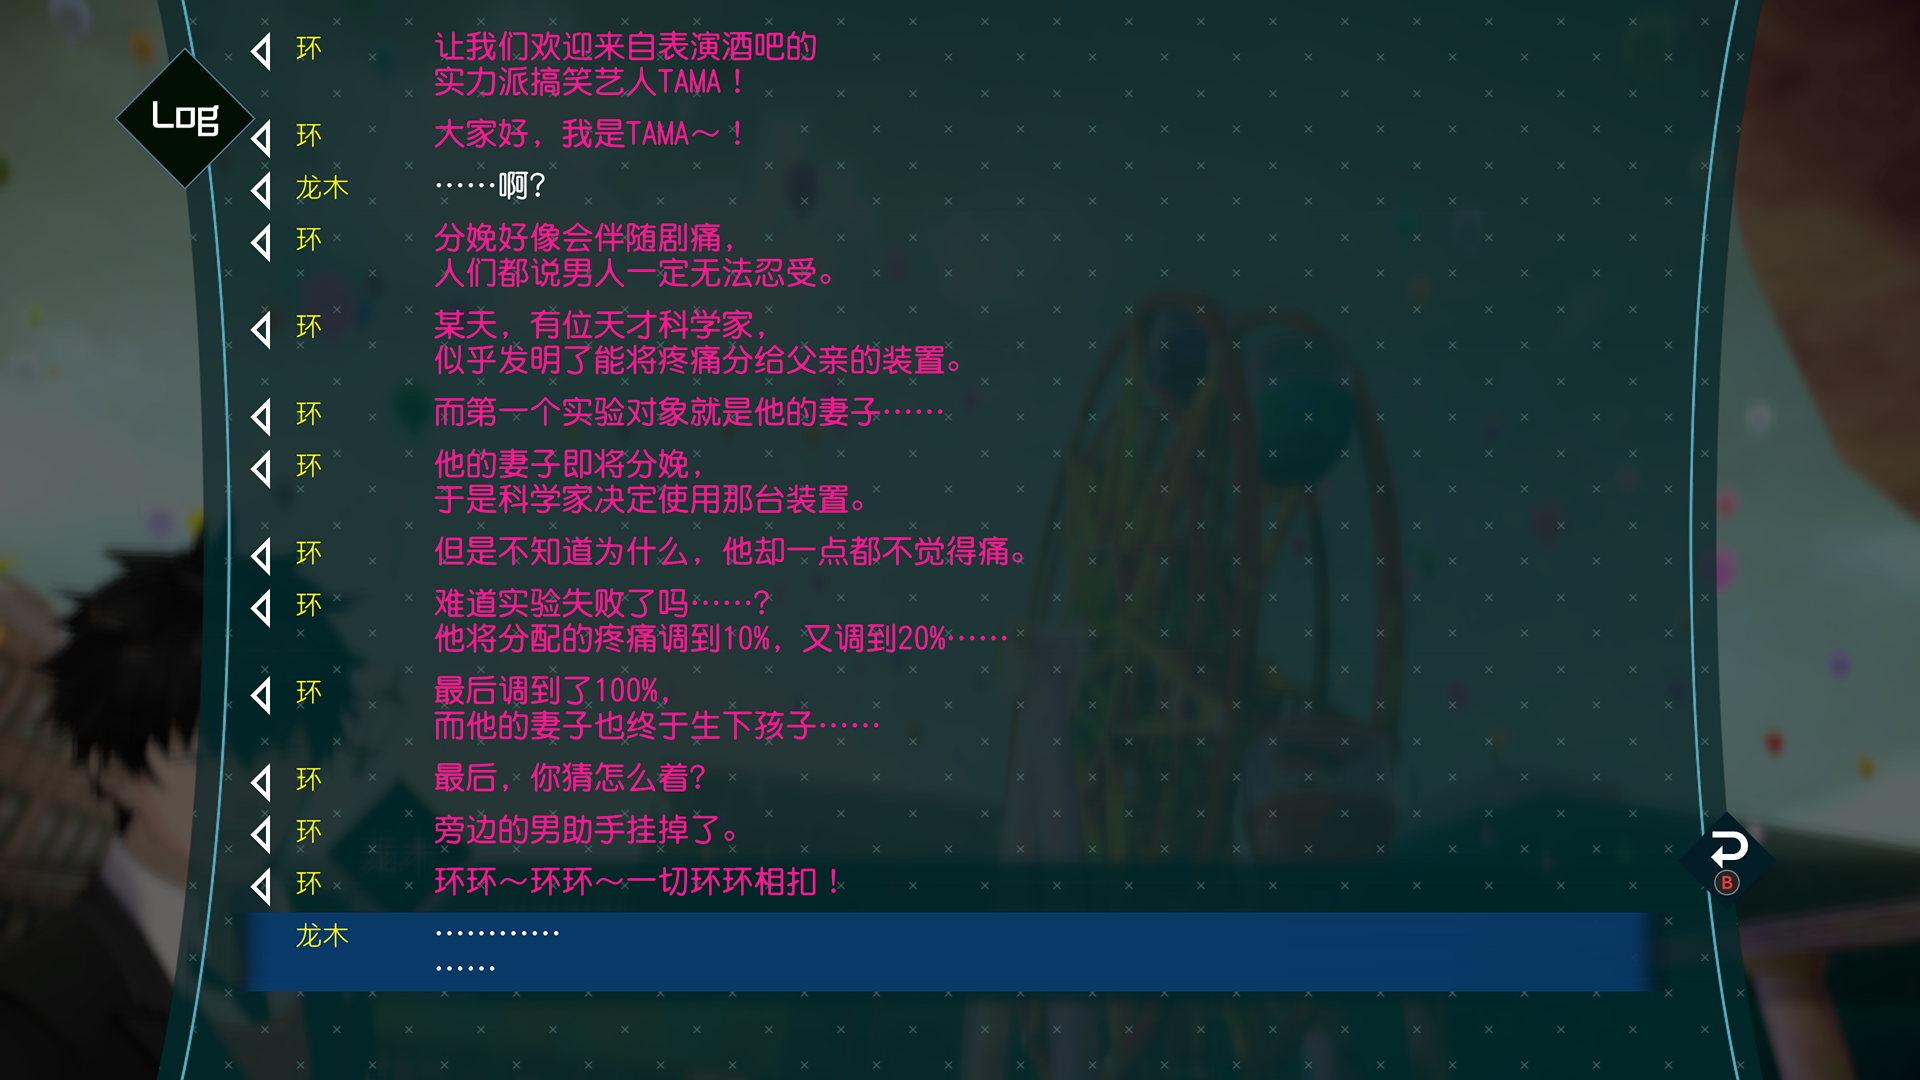 Log
环
让我们欢迎来自表演酒吧的
实力派搞笑艺人TAMA！
环
大家好，我是TAMA～！
龙木
……啊？
环
分娩好像会伴随剧痛，
人们都说男人一定无法忍受。
环
某天，有位天才科学家，
似乎发明了能将疼痛分给父亲的装置。
环
而第一个实验对象就是他的妻子……
环
他的妻子即将分娩，
于是科学家决定使用那台装置。
环
但是不知道为什么，他却一点都不觉得痛。
环
难道实验失败了吗……？
他将分配的疼痛调到10%，又调到20%……
环
最后调到了100%，
而他的妻子也终于生下孩子……
环
最后，你猜怎么着？
环
旁边的男助手挂掉了。
环
环环～环环～一切环环相扣！
龙木
…………
……
B